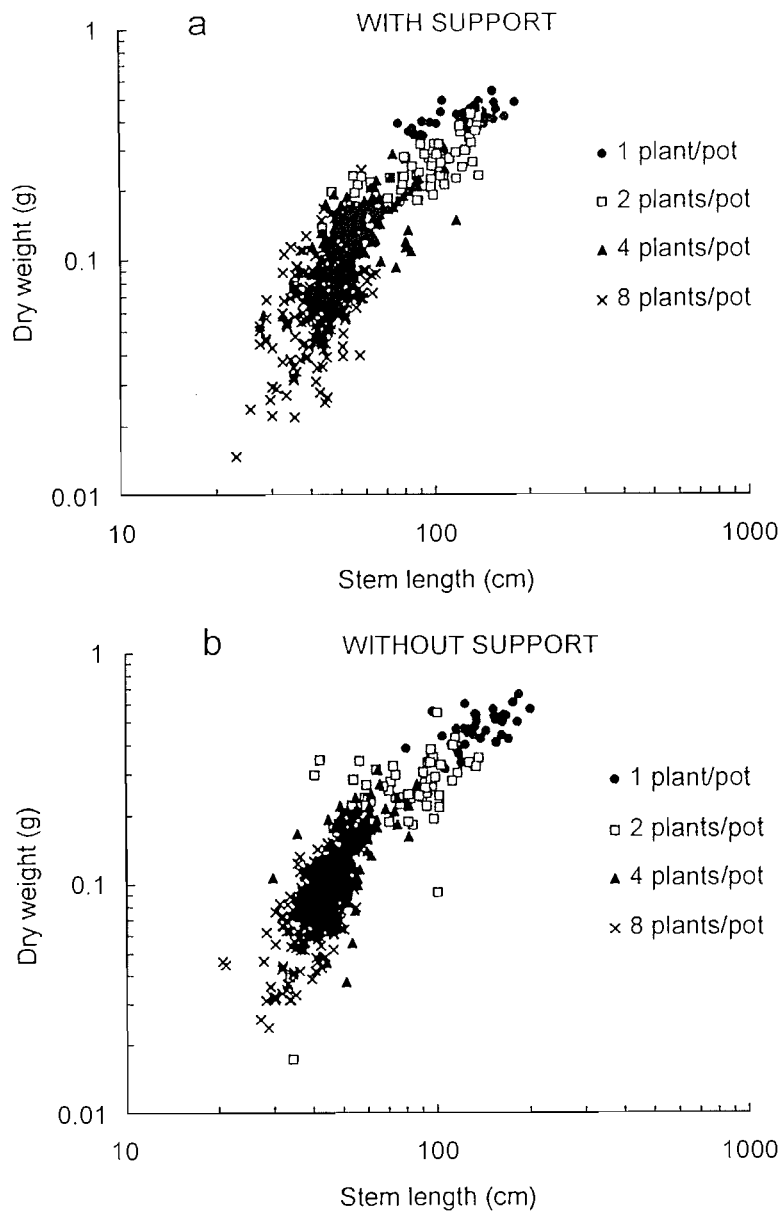 a WITH SUPPORT
1
0.1
0.01
Dry weight (g)
1 plant/pot
2 plants/pot
4 plants/pot
8 plants/pot
10 100 1000
Stem length (cm)
b WITHOUT SUPPORT
1
0.1
0.01
Dry weight (g)
1 plant/pot
2 plants/pot
4 plants/pot
8 plants/pot
10 100 1000
Stem length (cm)